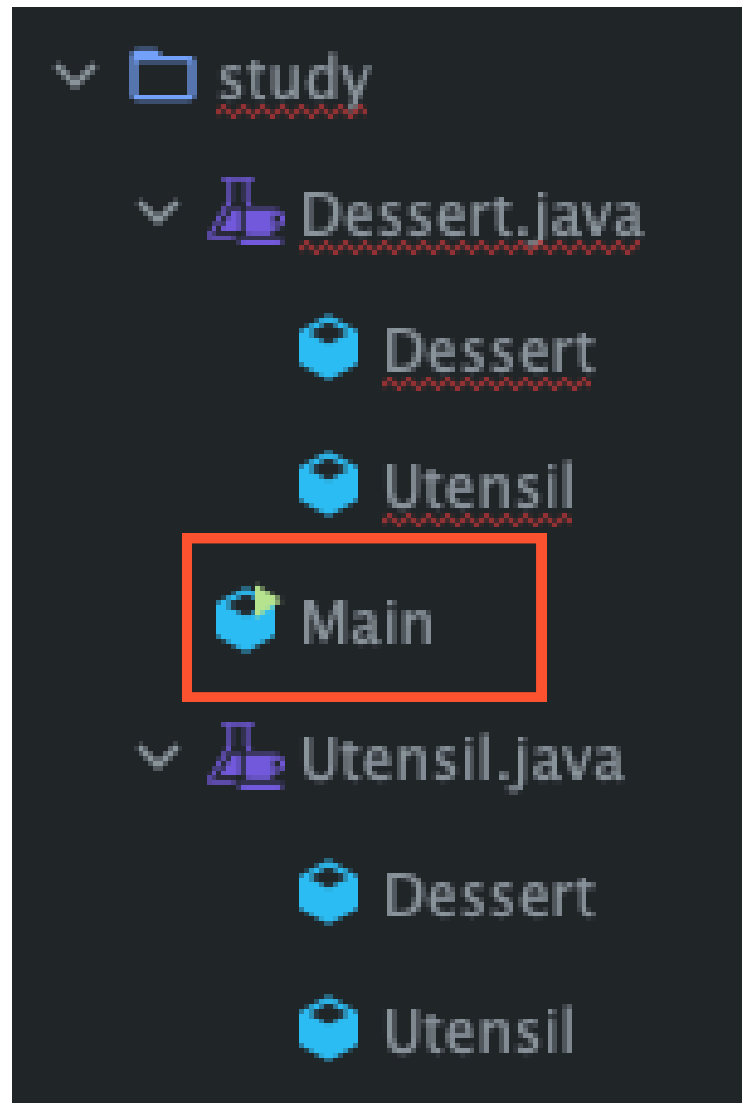 study
Dessert.java
Dessert
Utensil
Main
Utensil.java
Dessert
Utensil